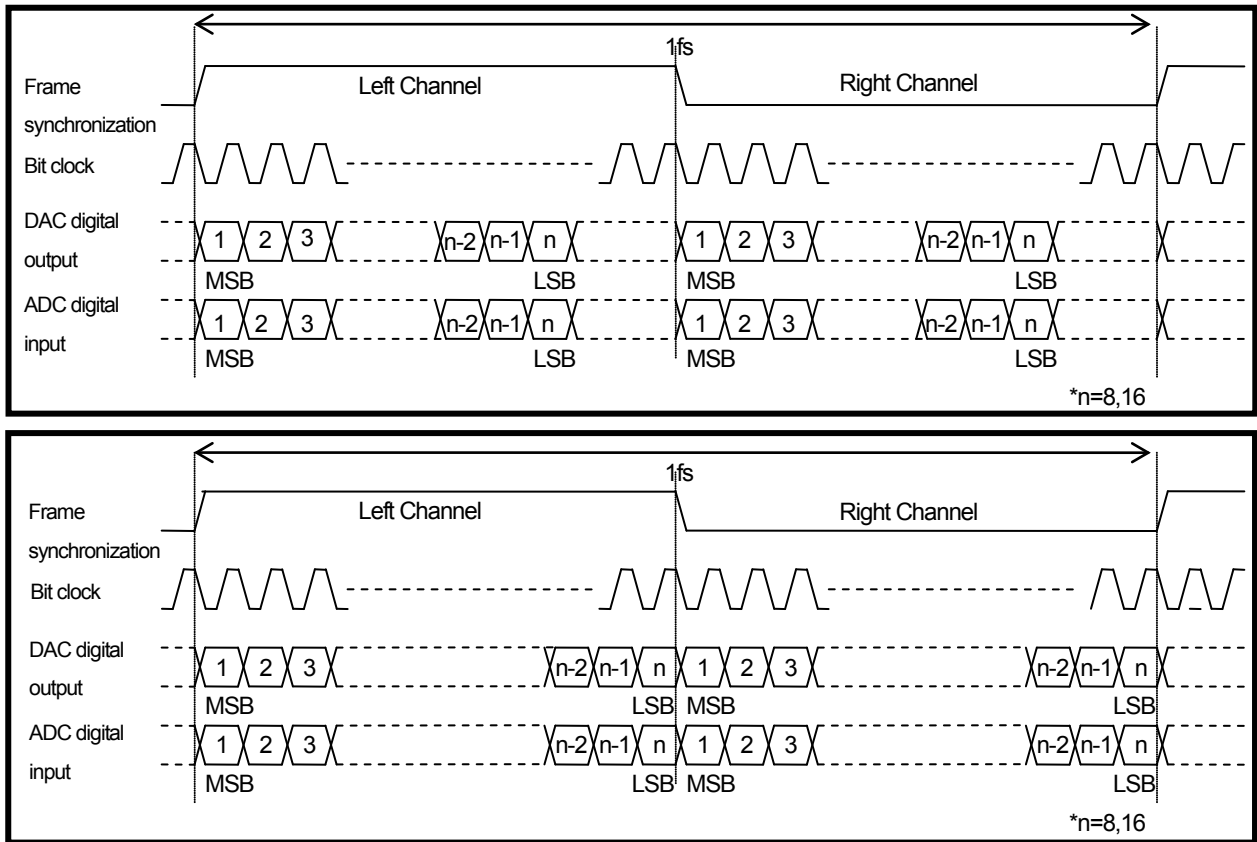 1fs
Frame
synchronization
Left Channel
Right Channel
Bit clock
DAC digital
output
1 2 3 n-2 n-1 n 1 2 3 n-2 n-1 n
MSB LSB MSB LSB
ADC digital
input
1 2 3 n-2 n-1 n 1 2 3 n-2 n-1 n
MSB LSB MSB LSB
*n=8,16
1fs
Frame
synchronization
Left Channel
Right Channel
Bit clock
DAC digital
output
1 2 3 n-2 n-1 n 1 2 3 n-2 n-1 n
MSB LSB MSB LSB
ADC digital
input
1 2 3 n-2 n-1 n 1 2 3 n-2 n-1 n
MSB LSB MSB LSB
*n=8,16